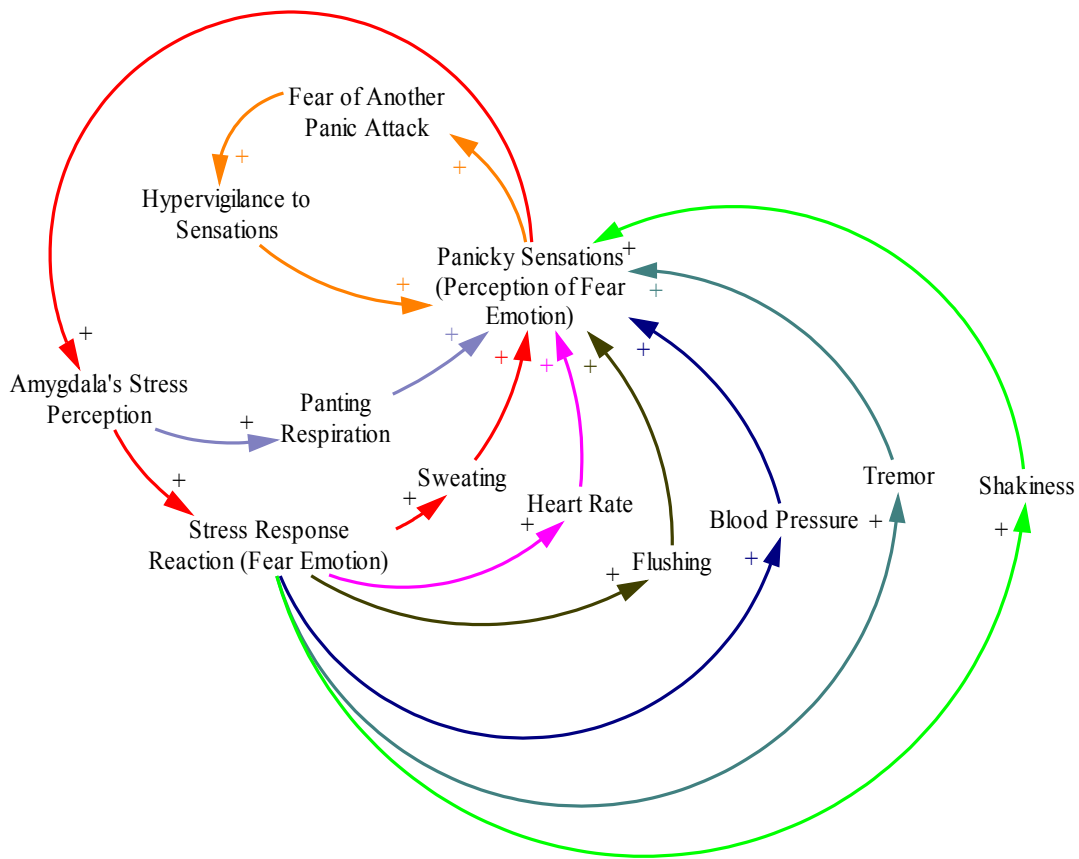 Fear of Another
Panic Attack
+
+
Hypervigilance to
Sensations
+
Panicky Sensations
(Perception of Fear
Emotion)
+
+
+
+
+
+
+
+
Amygdala's Stress
Perception
+
Panting
Respiration
+
+
Sweating
+
Heart Rate
+
Stress Response
Reaction (Fear Emotion)
Flushing
+
Blood Pressure
+
Tremor
+
Shakiness
+